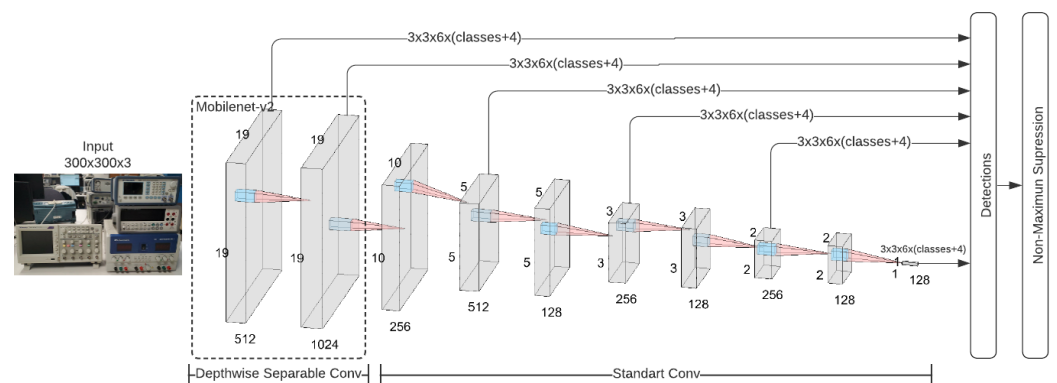 3x3x6x(classes+4)
3x3x6x(classes+4)
3x3x6x(classes+4)
3x3x6x(classes+4)
3x3x6x(classes+4)
3x3x6x(classes+4)
Mobilenet-v2
Input
300x300x3
19
19
512
19
19
1024
10
10
256
5
5
512
5
5
128
3
3
256
3
3
128
2
2
256
2
2
128
1
1
128
Depthwise Separable Conv
Standart Conv
Detections
Non-Maximun Supression